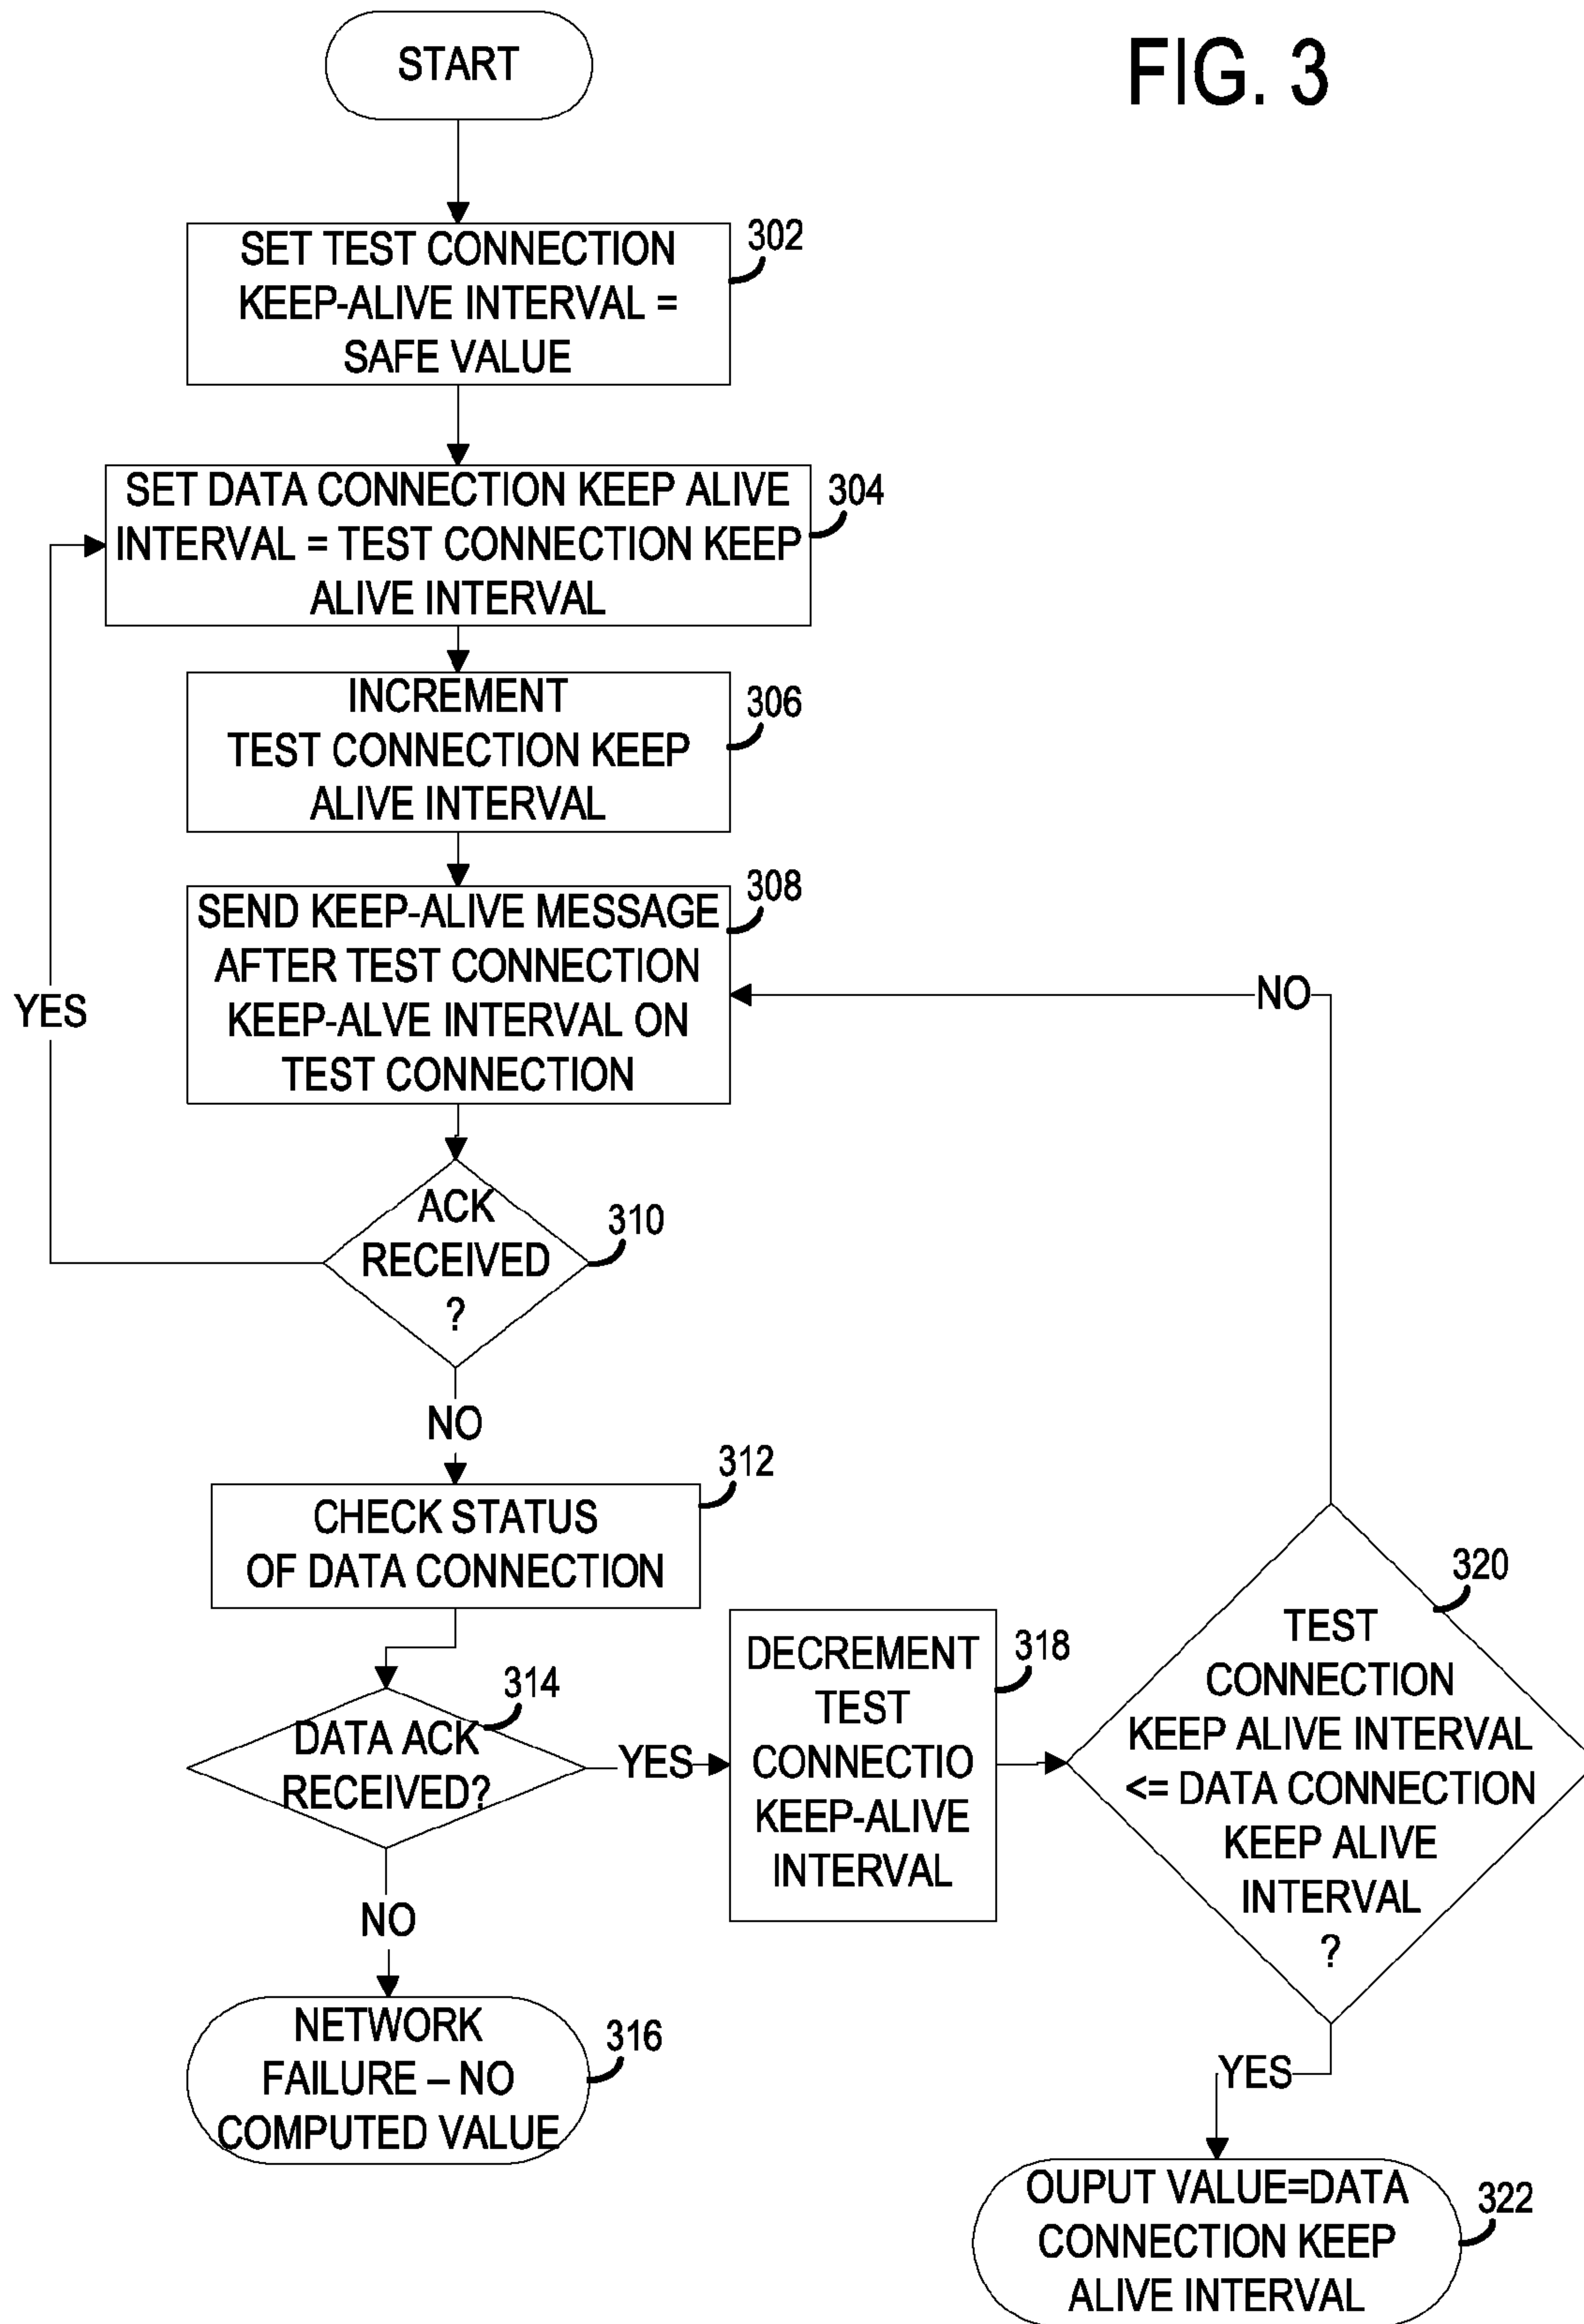 FIG. 3
START
SET TEST CONNECTION
KEEP-ALIVE INTERVAL =
SAFE VALUE
302
SET DATA CONNECTION KEEP ALIVE
INTERVAL = TEST CONNECTION KEEP
ALIVE INTERVAL
304
INCREMENT
TEST CONNECTION KEEP
ALIVE INTERVAL
306
SEND KEEP-ALIVE MESSAGE
AFTER TEST CONNECTION
KEEP-ALVE INTERVAL ON
TEST CONNECTION
308
NO
YES
ACK
RECEIVED
?
310
NO
CHECK STATUS
OF DATA CONNECTION
312
DATA ACK
RECEIVED?
314
YES
DECREMENT
TEST
CONNECTIO
KEEP-ALIVE
INTERVAL
318
TEST
CONNECTION
KEEP ALIVE INTERVAL
<= DATA CONNECTION
KEEP ALIVE
INTERVAL
?
320
NO
NETWORK
FAILURE – NO
COMPUTED VALUE
316
YES
OUPUT VALUE=DATA
CONNECTION KEEP
ALIVE INTERVAL
322